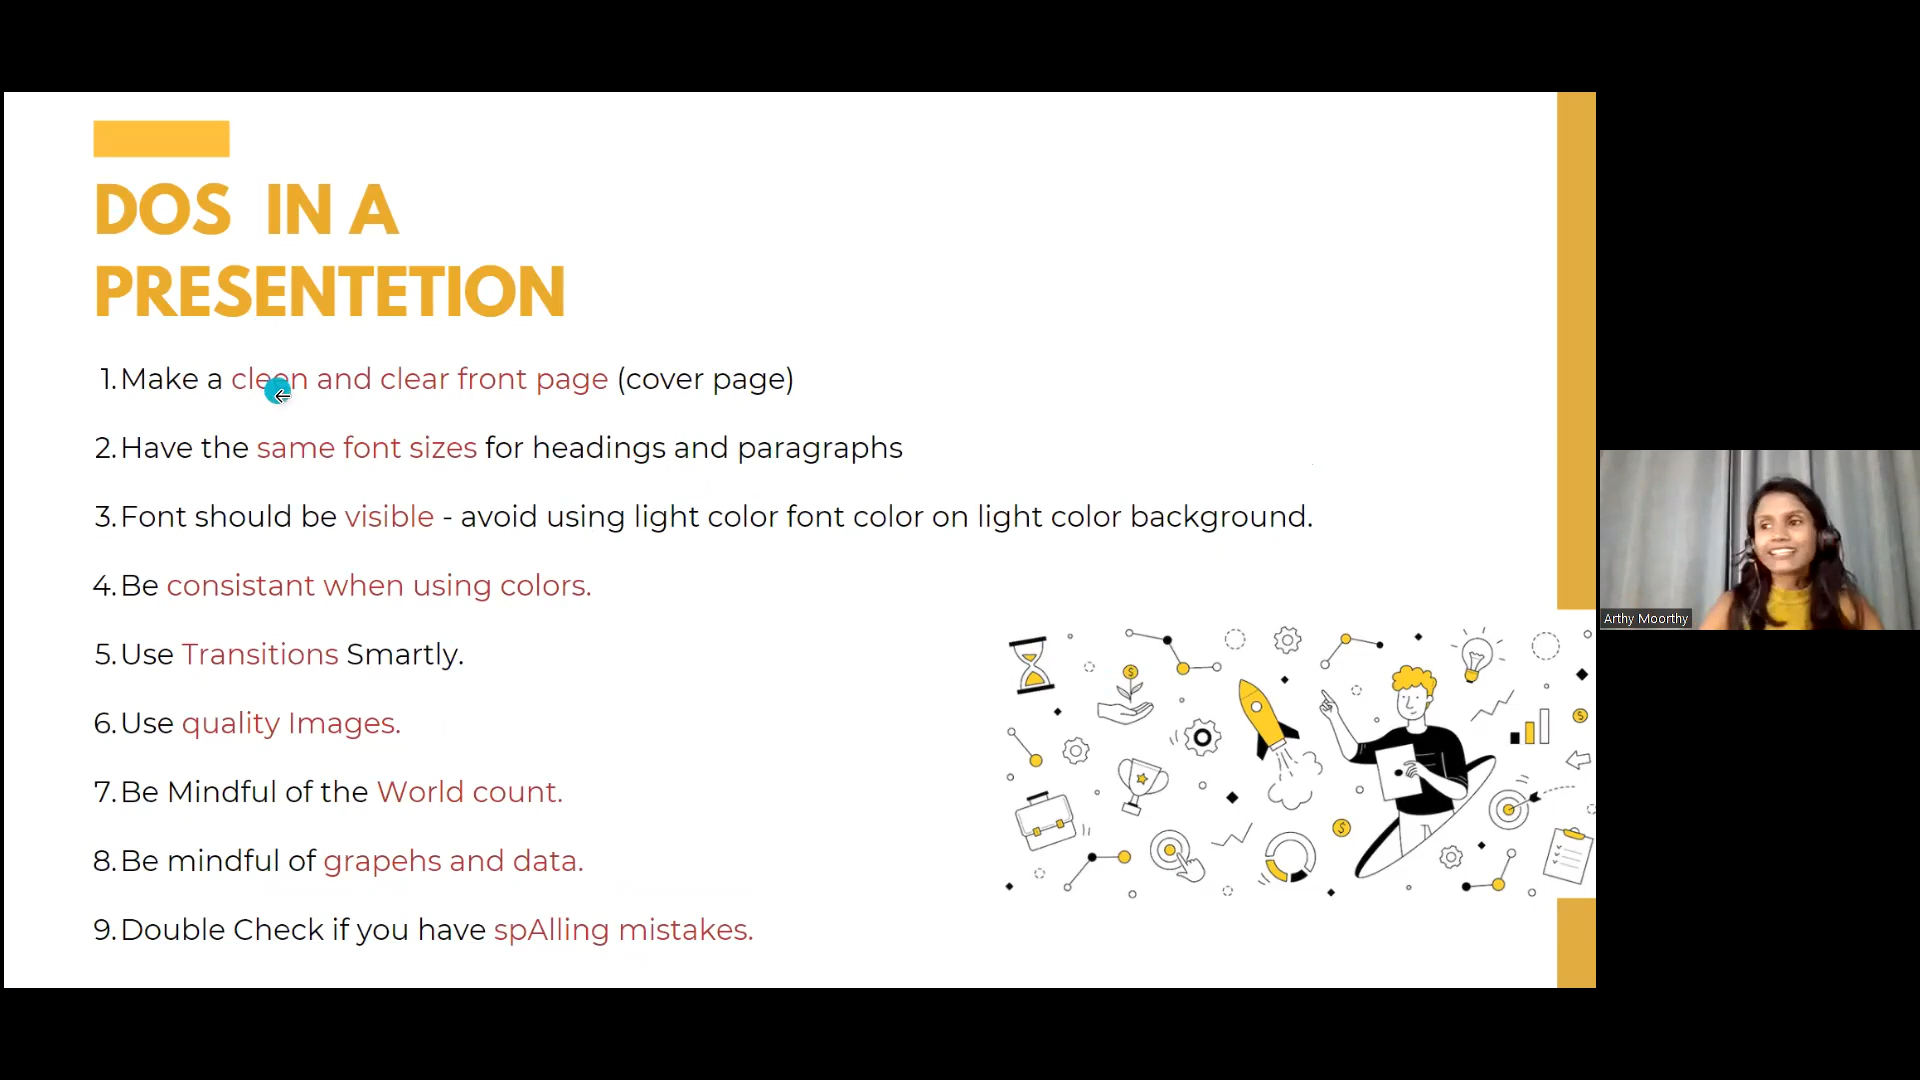 DOS IN A
PRESENTETION
1. Make a cleen and clear front page (cover page)
2. Have the same font sizes for headings and paragraphs
3. Font should be visible - avoid using light color font color on light color background.
4. Be consistant when using colors.
5. Use Transitions Smartly.
6. Use quality Images.
7. Be Mindful of the World count.
8. Be mindful of grapehs and data.
9. Double Check if you have spAlling mistakes.
Arthy Moorthy